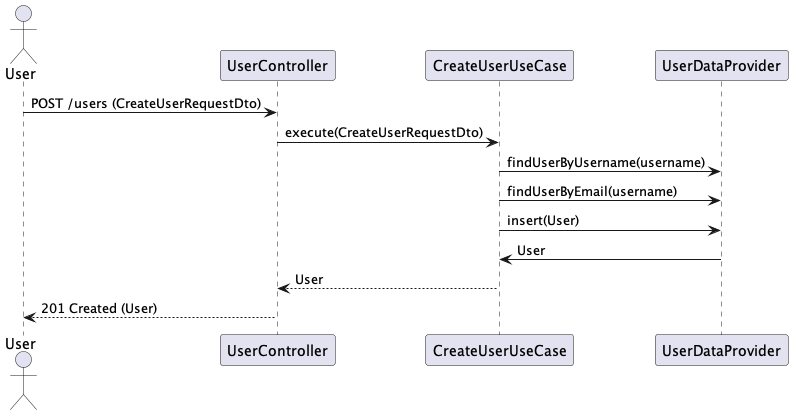 User
UserController
CreateUserUseCase
UserDataProvider
POST /users (CreateUserRequestDto)
execute(CreateUserRequestDto)
findUserByUsername(username)
findUserByEmail(username)
insert(User)
User
User
201 Created (User)
User
UserController
CreateUserUseCase
UserDataProvider